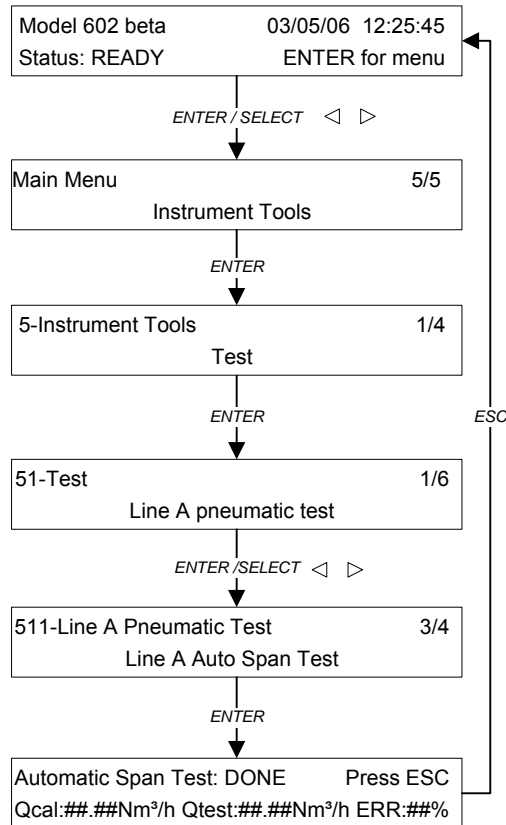 Model 602 beta 03/05/06 12:25:45
Status: READY ENTER for menu
ENTER / SELECT ◁ ▷
Main Menu 5/5
Instrument Tools
ENTER
5-Instrument Tools 1/4
Test
ENTER
ESC
51-Test 1/6
Line A pneumatic test
ENTER /SELECT ◁ ▷
511-Line A Pneumatic Test 3/4
Line A Auto Span Test
ENTER
Automatic Span Test: DONE Press ESC
Qcal:##.##Nm³/h Qtest:##.##Nm³/h ERR:##%